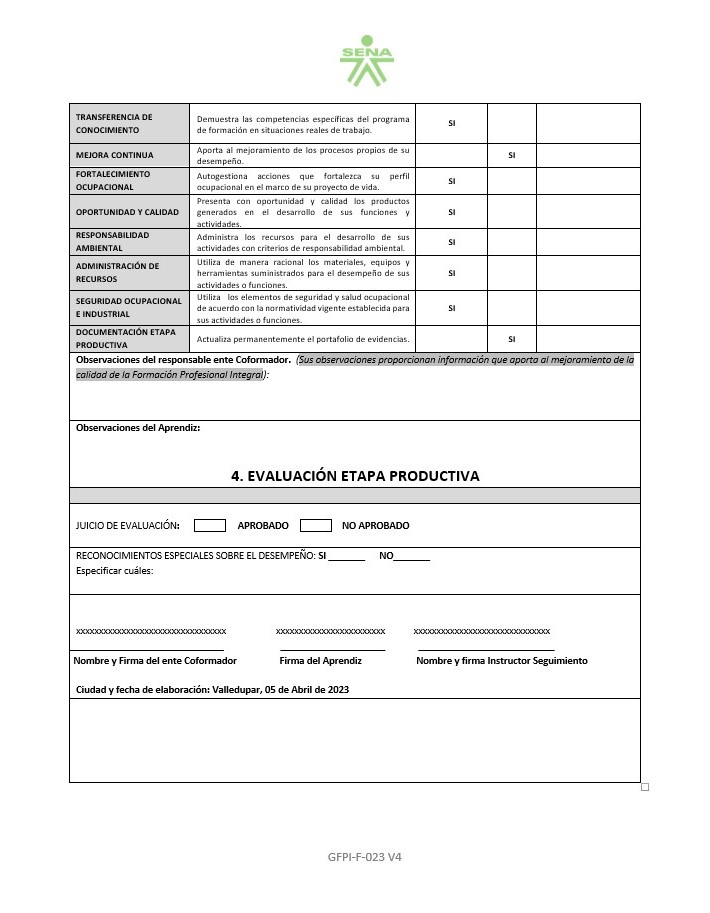 SENA
TRANSFERENCIA DE
CONOCIMIENTO
Demuestra las competencias específicas del programa
de formación en situaciones reales de trabajo.
SI
MEJORA CONTINUA
Aporta al mejoramiento de los procesos propios de su
desempeño.
SI
FORTALECIMIENTO
OCUPACIONAL
Autogestiona acciones que fortalezca su perfil
ocupacional en el marco de su proyecto de vida.
SI
OPORTUNIDAD Y CALIDAD
Presenta con oportunidad y calidad los productos
generados en el desarrollo de sus funciones y
actividades.
SI
RESPONSABILIDAD
AMBIENTAL
Administra los recursos para el desarrollo de sus
actividades con criterios de responsabilidad ambiental.
SI
ADMINISTRACIÓN DE
RECURSOS
Utiliza de manera racional los materiales, equipos y
herramientas suministrados para el desempeño de sus
actividades o funciones.
SI
SEGURIDAD OCUPACIONAL
E INDUSTRIAL
Utiliza los elementos de seguridad y salud ocupacional
de acuerdo con la normatividad vigente establecida para
sus actividades o funciones.
SI
DOCUMENTACIÓN ETAPA
PRODUCTIVA
Actualiza permanentemente el portafolio de evidencias.
SI
Observaciones del responsable ente Coformador. (Sus observaciones proporcionan información que aporta al mejoramiento de la
calidad de la Formación Profesional Integral):
Observaciones del Aprendiz:
4. EVALUACIÓN ETAPA PRODUCTIVA
JUICIO DE EVALUACIÓN: APROBADO NO APROBADO
RECONOCIMIENTOS ESPECIALES SOBRE EL DESEMPEÑO: SI _______ NO_______
Especificar cuáles:
xxxxxxxxxxxxxxxxxxxxxxxxxxxxxxxxx xxxxxxxxxxxxxxxxxxxxxxxx xxxxxxxxxxxxxxxxxxxxxxxxxxxxxx
Nombre y Firma del ente Coformador Firma del Aprendiz Nombre y firma Instructor Seguimiento
Ciudad y fecha de elaboración: Valledupar, 05 de Abril de 2023
GFPI-F-023 V4